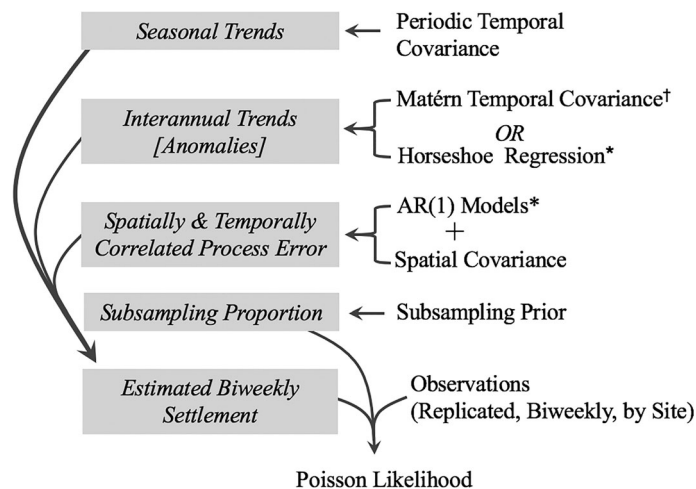 Seasonal Trends
Periodic Temporal
Covariance
Interannual Trends
[Anomalies]
Matérn Temporal Covariance†
OR
Horseshoe Regression*
Spatially & Temporally
Correlated Process Error
AR(1) Models*
+
Spatial Covariance
Subsampling Proportion
Subsampling Prior
Estimated Biweekly
Settlement
Observations
(Replicated, Biweekly, by Site)
Poisson Likelihood